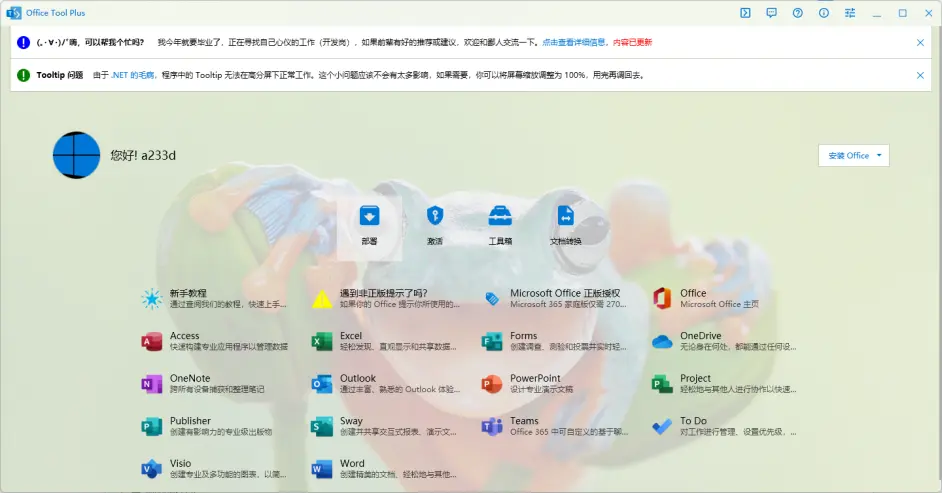 Office Tool Plus
(｡･∀･)ﾉﾞ嗨，可以帮我个忙吗？ 我今年就要毕业了，正在寻找自己心仪的工作（开发岗），如果前辈有好的推荐或建议，欢迎和鄙人交流一下。点击查看详细信息，内容已更新
Tooltip 问题 由于 .NET 的毛病，程序中的 Tooltip 无法在高分屏下正常工作。这个小问题应该不会有太多影响，如果需要，你可以将屏幕缩放调整为 100%，用完再调回去。
您好! a233d
安装 Office
部署 激活 工具箱 文档转换
新手教程
通过查阅我们的教程，快速上手...
遇到非正版提示了吗?
如果你的 Office 提示你所使用的...
Microsoft Office 正版授权
Microsoft 365 家庭版仅需 270...
Office
Microsoft Office 主页
Access
快速构建专业应用程序以管理数据
Excel
轻松发现、直观显示和共享数据...
Forms
创建调查、测验和投票并实时轻...
OneDrive
无论身在何处，都能通过任何设...
OneNote
跨所有设备捕获和整理笔记
Outlook
通过丰富、熟悉的 Outlook 体验...
PowerPoint
设计专业演示文稿
Project
轻松地与其他人进行协作以快速...
Publisher
创建有影响力的专业级出版物
Sway
创建并共享交互式报表、演示文...
Teams
Office 365 中可自定义的基于聊...
To Do
对工作进行管理、设置优先级，...
Visio
创建专业及多功能的图表，以简...
Word
创建精美的文档，轻松地与其他...